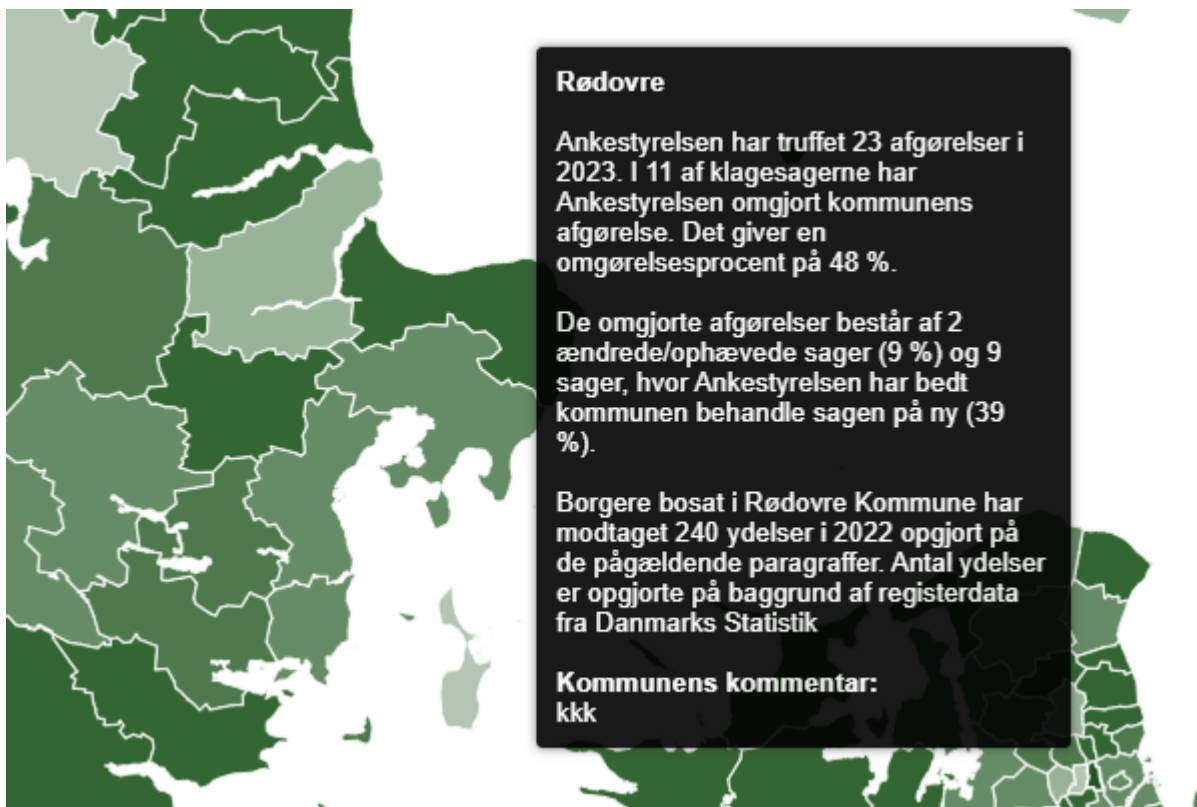 Rødovre
Ankestyrelsen har truffet 23 afgørelser i
2023. I 11 af klagesagerne har
Ankestyrelsen omgjort kommunens
afgørelse. Det giver en
omgørelsesprocent på 48 %.
De omgjorte afgørelser består af 2
ændrede/ophævede sager (9 %) og 9
sager, hvor Ankestyrelsen har bedt
kommunen behandle sagen på ny (39
%).
Borgere bosat i Rødovre Kommune har
modtaget 240 ydelser i 2022 opgjort på
de pågældende paragraffer. Antal ydelser
er opgjorte på baggrund af registerdata
fra Danmarks Statistik
Kommunens kommentar:
kkk